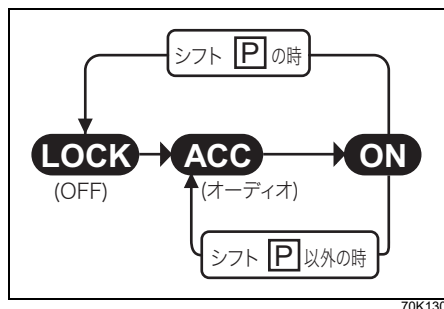 シフト P の時
LOCK ACC ON
(OFF) (オーディオ)
シフト P 以外の時
70K130